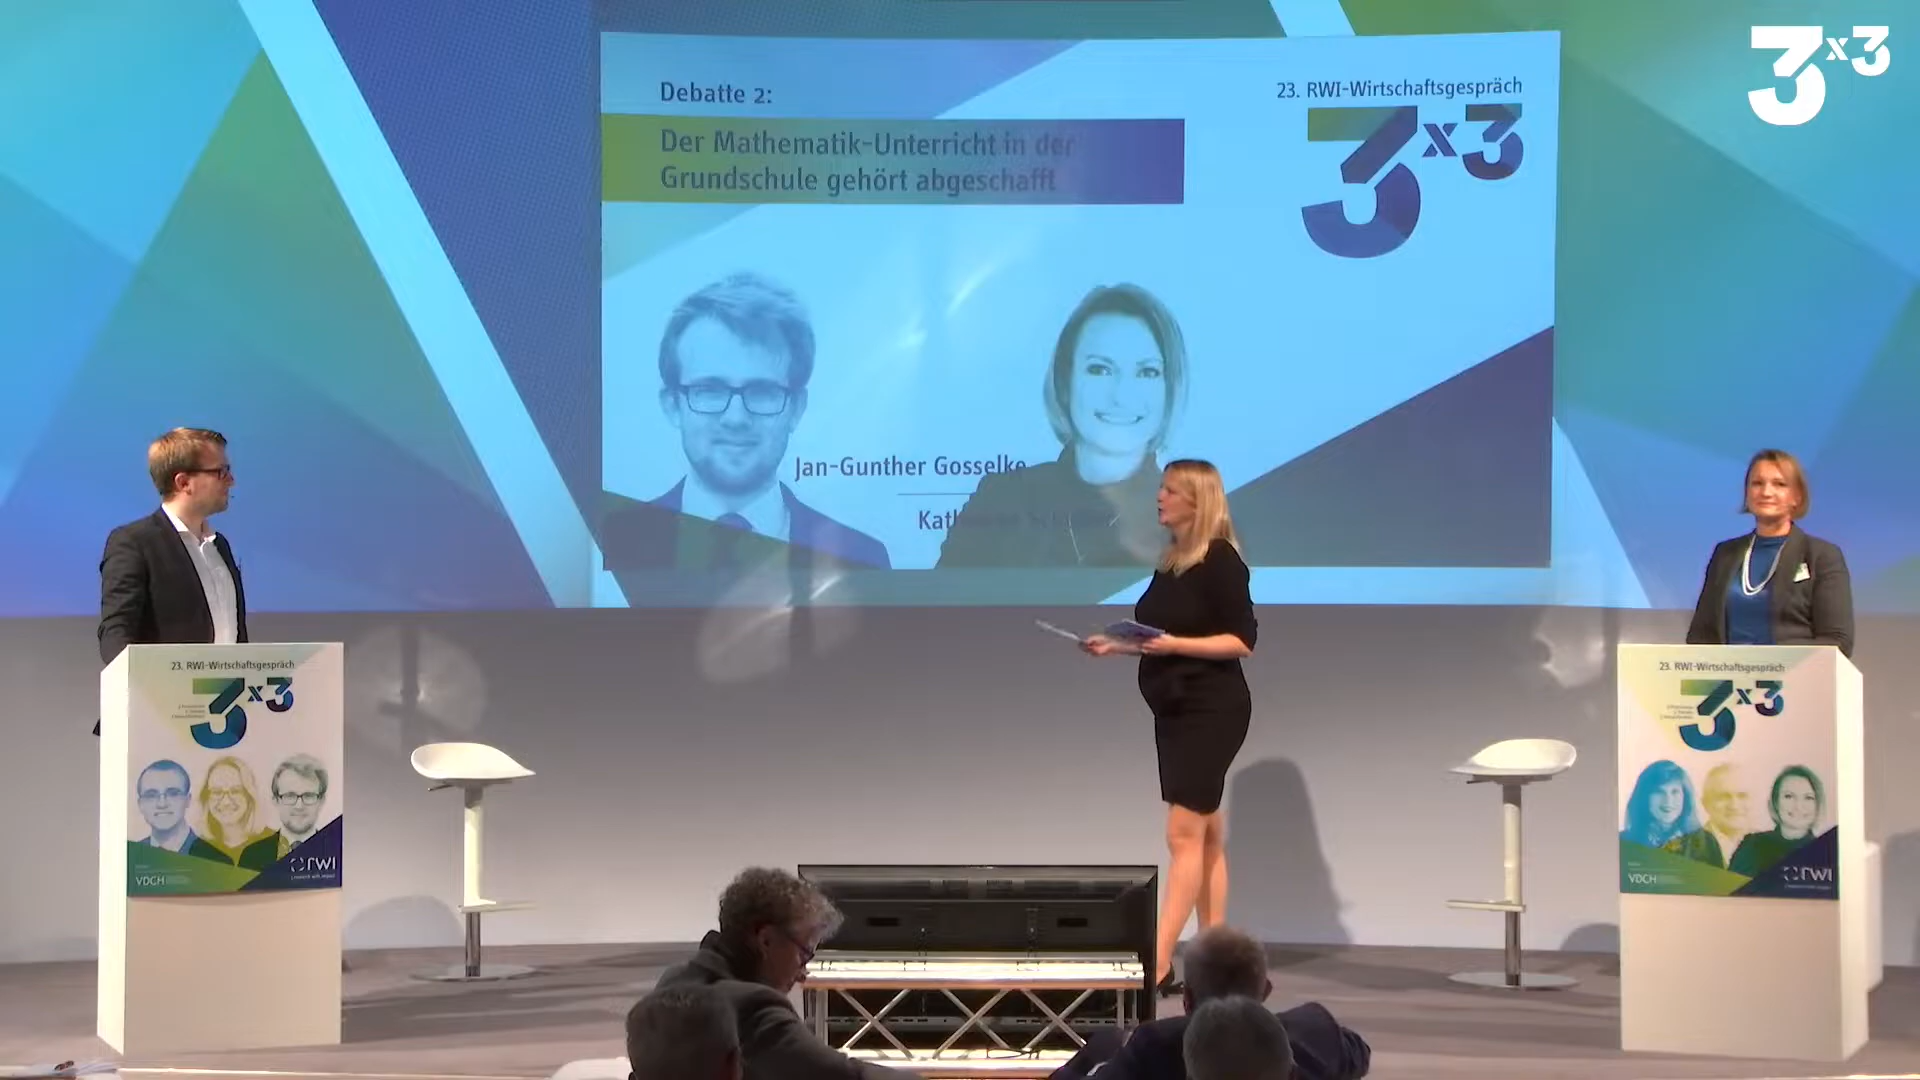 Debatte 2:
Der Mathematik-Unterricht in der
Grundschule gehört abgeschafft
23. RWI-Wirtschaftsgespräch
3x3
3x3
Jan-Gunther Gosselke
23. RWI-Wirtschaftsgespräch
3x3
VDCH
RWI
23. RWI-Wirtschaftsgespräch
3x3
VDCH
RWI